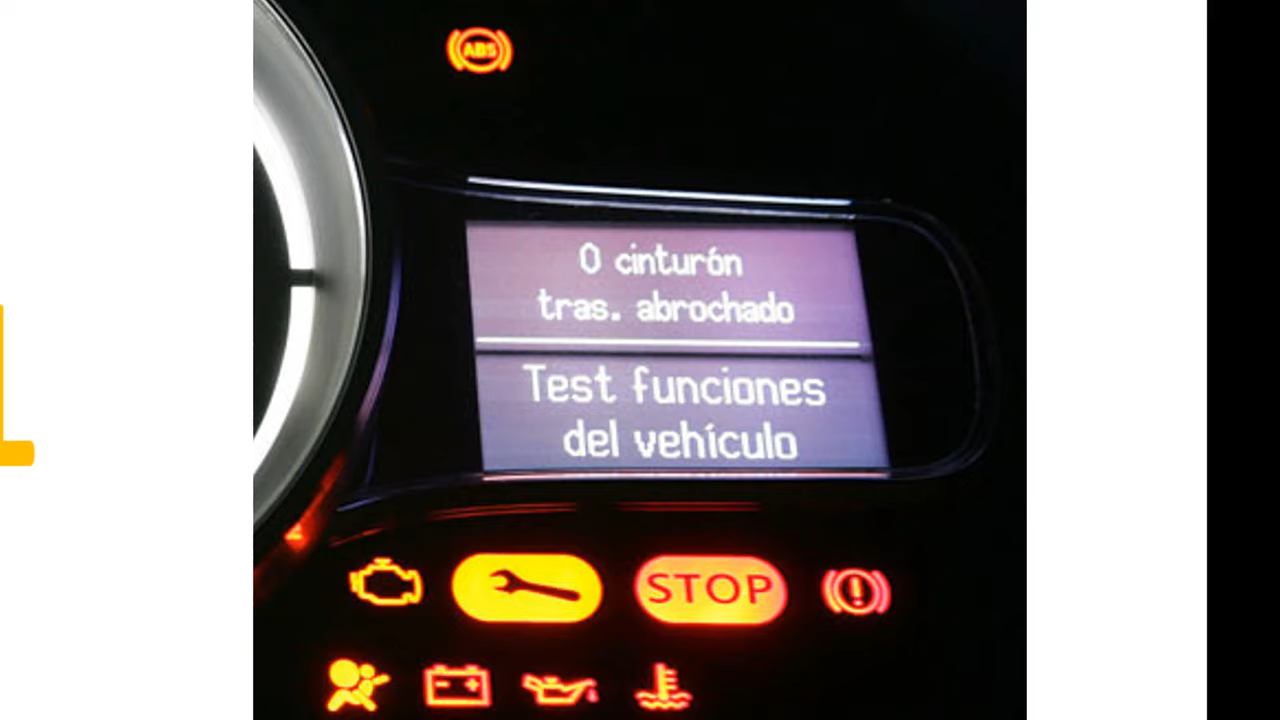 ABS
0 cinturón
tras. abrochado
Test funciones
del vehículo
STOP